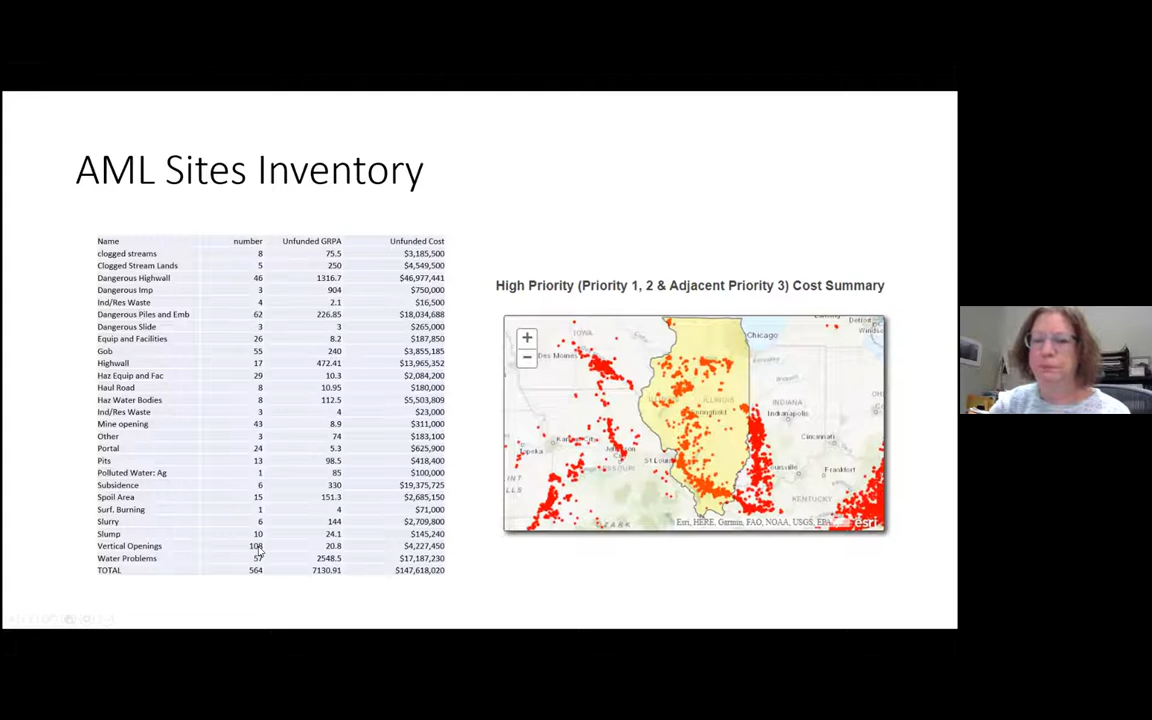 AML Sites Inventory
Name number Unfunded GRPA Unfunded Cost
clogged streams 8 75.5 $3,185,500
Clogged Stream Lands 5 250 $4,549,500
Dangerous Highwall 46 1316.7 $46,977,441
Dangerous Imp 3 904 $750,000
Ind/Res Waste 4 2.1 $16,500
Dangerous Piles and Emb 62 226.85 $18,034,688
Dangerous Slide 3 3 $265,000
Equip and Facilities 26 8.2 $187,850
Gob 55 240 $3,855,185
Highwall 17 472.41 $13,965,352
Haz Equip and Fac 29 10.3 $2,084,200
Haul Road 8 10.95 $180,000
Haz Water Bodies 8 112.5 $5,503,809
Ind/Res Waste 3 4 $23,000
Mine opening 43 8.9 $311,000
Other 3 74 $183,100
Portal 24 5.3 $625,900
Pits 13 98.5 $418,400
Polluted Water: Ag 1 85 $100,000
Subsidence 6 330 $19,375,725
Spoil Area 15 151.3 $2,685,150
Surf. Burning 1 4 $71,000
Slurry 6 144 $2,709,800
Slump 10 24.1 $145,240
Vertical Openings 108 20.8 $4,227,450
Water Problems 57 2548.5 $17,187,230
TOTAL 564 7130.91 $147,618,020
High Priority (Priority 1, 2 & Adjacent Priority 3) Cost Summary
+
−
IOWA
Des Moines
Chicago
Detroit
Windso
ILLINOIS
Springfield
INDIANA
Indianapolis
OH
Cincinnati
Topeka
St Loui
MISSOURI
ouisville
Frankfort
KENTUCKY
Esri, HERE, Garmin, FAO, NOAA, USGS, EPA
esri